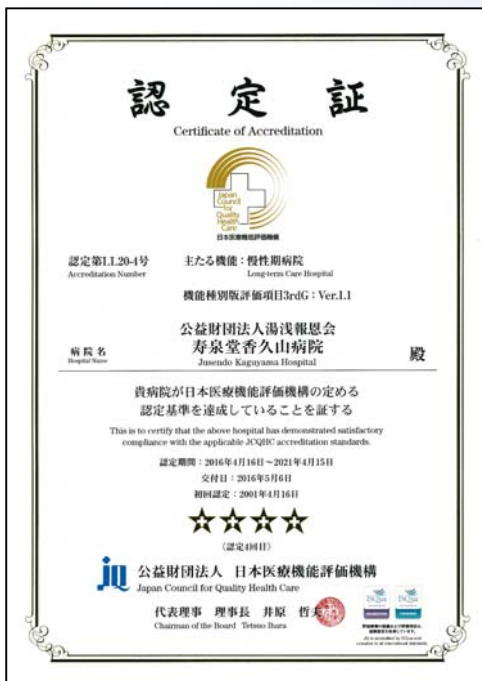 認定証
Certificate of Accreditation
Japan
Council
for
Quality
Health
Care
日本医療機能評価機構
認定第LL20-4号
Accreditation Number
主たる機能：慢性期病院
Long-term Care Hospital
機能種別版評価項目3rdG：Ver.1.1
公益財団法人湯浅報恩会
病院名 寿泉堂香久山病院 殿
Hospital Name Jusendo Kaguyama Hospital
貴病院が日本医療機能評価機構の定める
認定基準を達成していることを証する
This is to certify that the above hospital has demonstrated satisfactory
compliance with the applicable JCQHC accreditation standards.
認定期間：2016年4月16日～2021年4月15日
交付日：2016年5月6日
初回認定：2001年4月16日
〈認定4回目〉
jq 公益財団法人 日本医療機能評価機構
Japan Council for Quality Health Care
代表理事 理事長 井原 哲夫
Chairman of the Board Tetsuo Ihara
ISQua ISQua